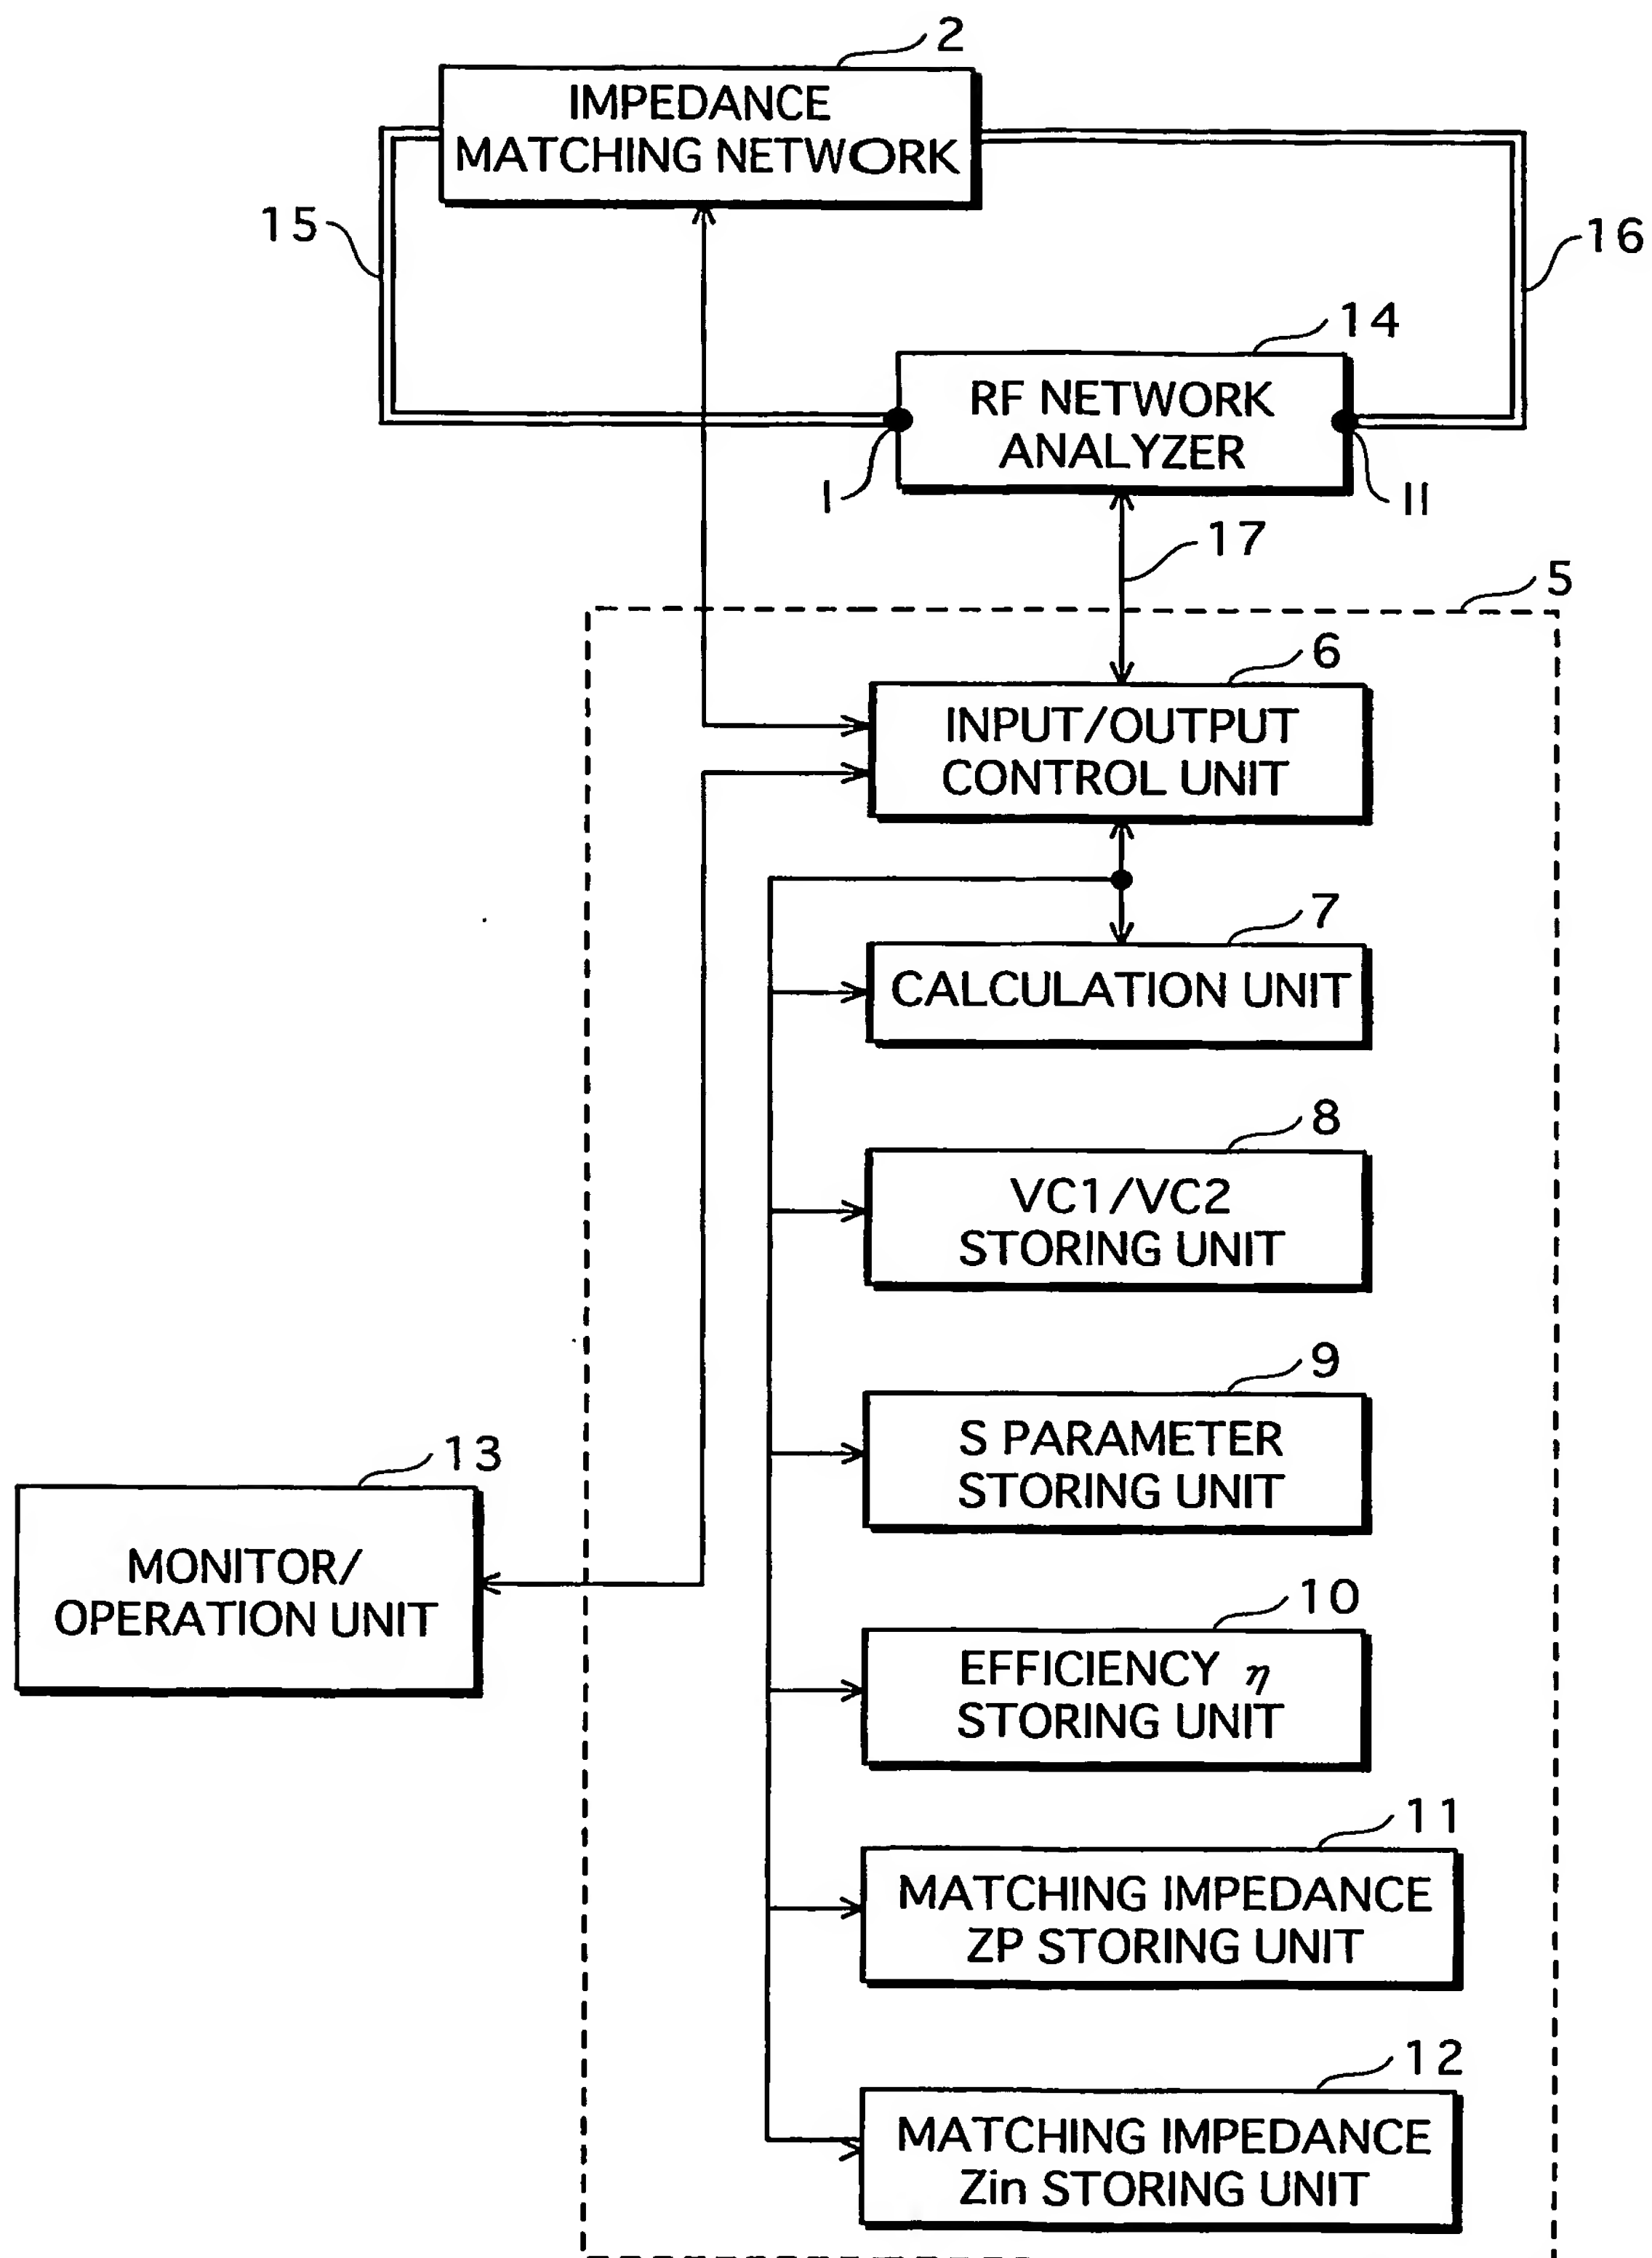 2
IMPEDANCE
MATCHING NETWORK
15
16
14
RF NETWORK
ANALYZER
I
II
17
5
6
INPUT/OUTPUT
CONTROL UNIT
7
CALCULATION UNIT
8
VC1/VC2
STORING UNIT
9
S PARAMETER
STORING UNIT
13
MONITOR/
OPERATION UNIT
10
EFFICIENCY η
STORING UNIT
11
MATCHING IMPEDANCE
ZP STORING UNIT
12
MATCHING IMPEDANCE
Zin STORING UNIT